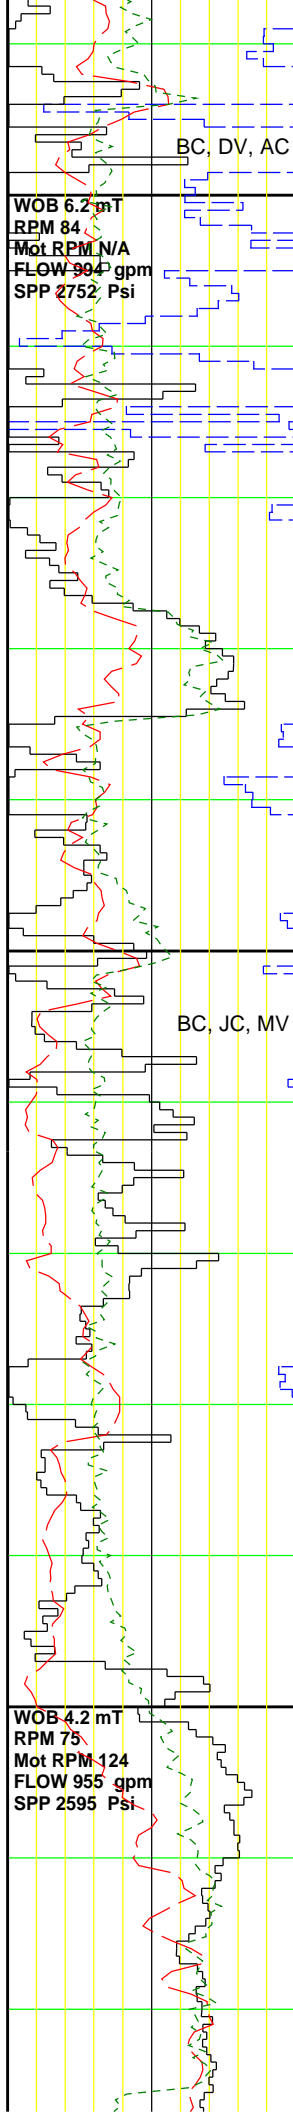 BC, DV, AC
WOB 6.2 mT
RPM 84
Mot RPM N/A
FLOW 994 gpm
SPP 2752 Psi
BC, JC, MV
WOB 4.2 mT
RPM 75
Mot RPM 124
FLOW 955 gpm
SPP 2595 Psi